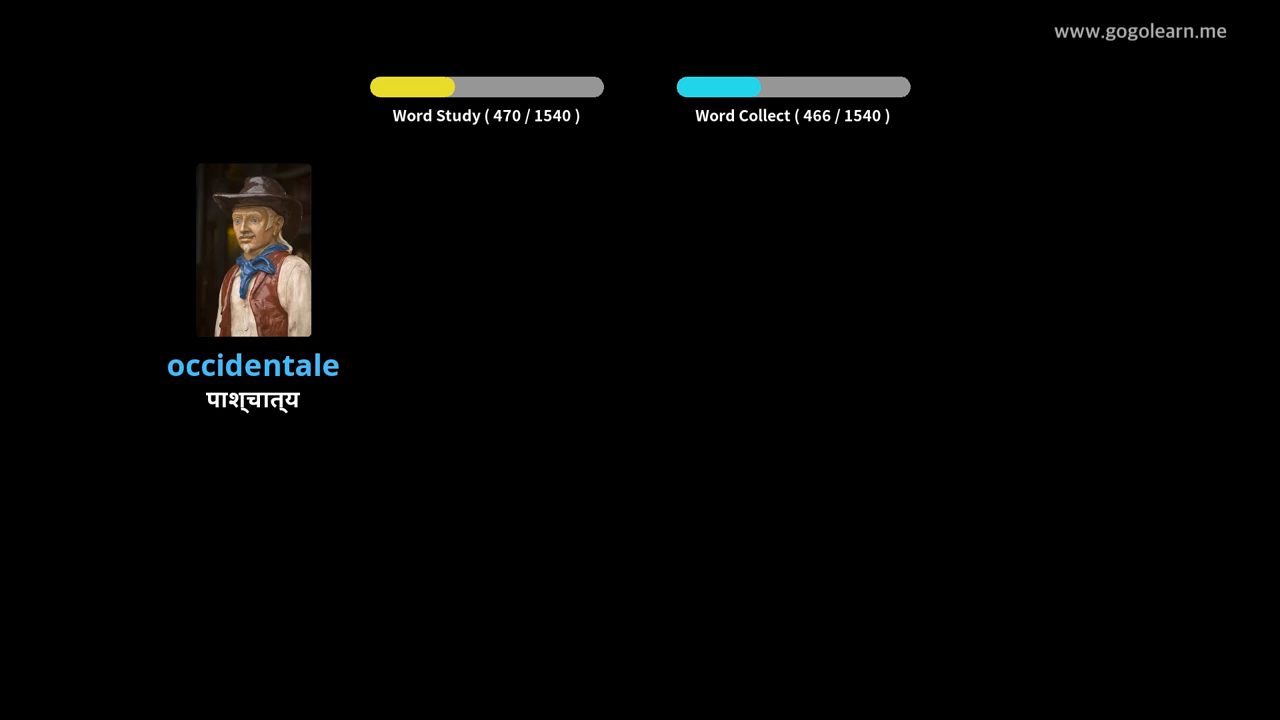 www.gogolearn.me
Word Study ( 470 / 1540 )
Word Collect ( 466 / 1540 )
occidentale
पाश्चात्य